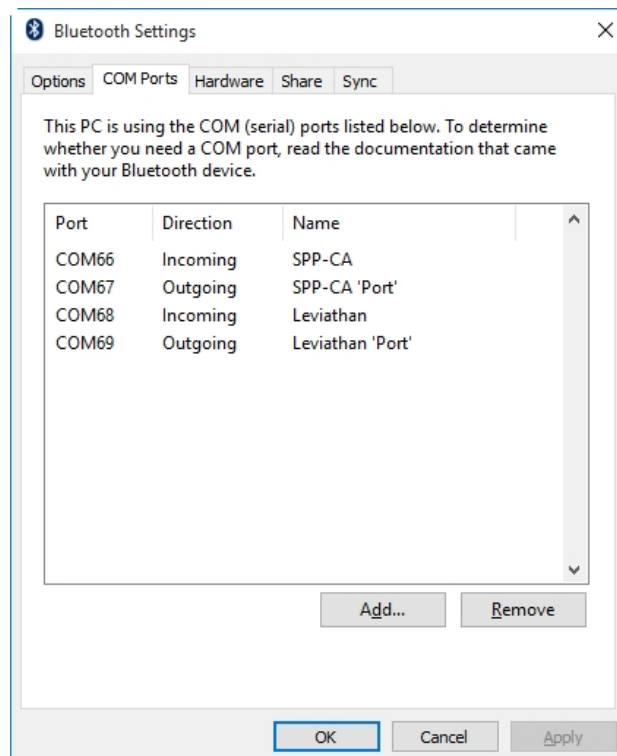 Bluetooth Settings
Options COM Ports Hardware Share Sync
This PC is using the COM (serial) ports listed below. To determine
whether you need a COM port, read the documentation that came
with your Bluetooth device.
Port Direction Name
COM66 Incoming SPP-CA
COM67 Outgoing SPP-CA 'Port'
COM68 Incoming Leviathan
COM69 Outgoing Leviathan 'Port'
Add... Remove
OK Cancel Apply